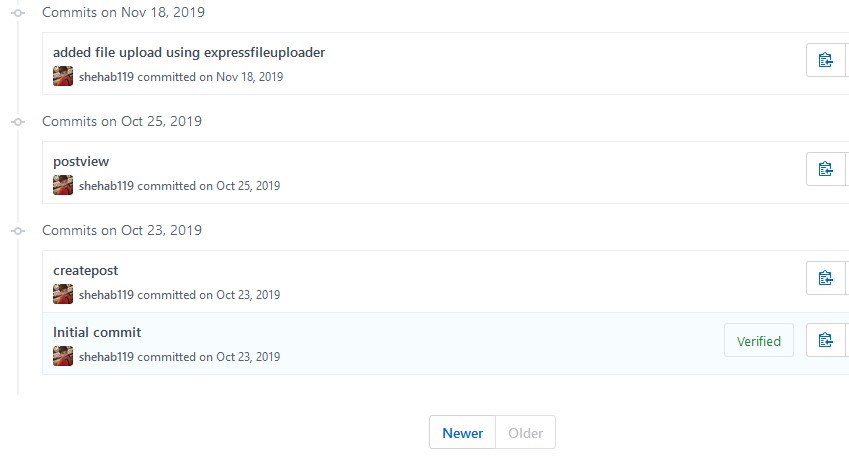 Commits on Nov 18, 2019
added file upload using expressfileuploader
shehab119 committed on Nov 18, 2019
Commits on Oct 25, 2019
postview
shehab119 committed on Oct 25, 2019
Commits on Oct 23, 2019
createpost
shehab119 committed on Oct 23, 2019
Initial commit
Verified
shehab119 committed on Oct 23, 2019
Newer Older